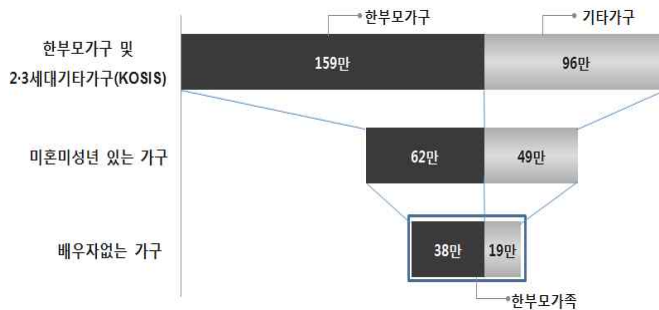 한부모가구
기타가구
한부모가구 및
2·3세대기타가구(KOSIS)
159만
96만
미혼미성년 있는 가구
62만
49만
배우자없는 가구
38만
19만
한부모가족